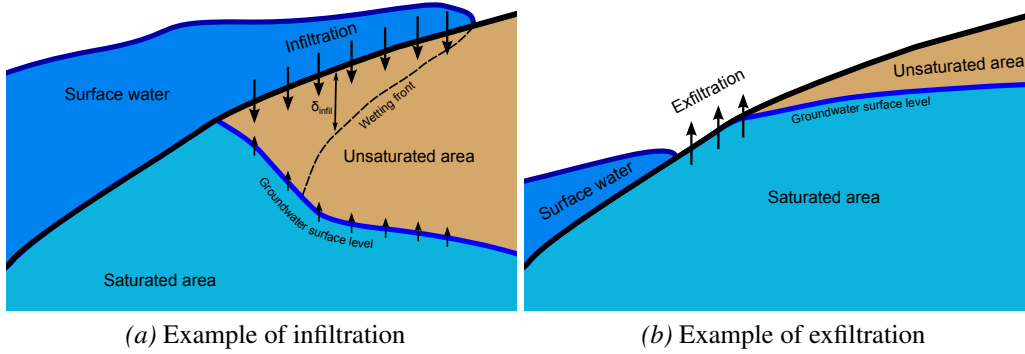 Infiltration
Surface water
δinfil
Wetting front
Unsaturated area
Groundwater surface level
Saturated area
(a) Example of infiltration
Exfiltration
Unsaturated area
Groundwater surface level
Surface water
Saturated area
(b) Example of exfiltration